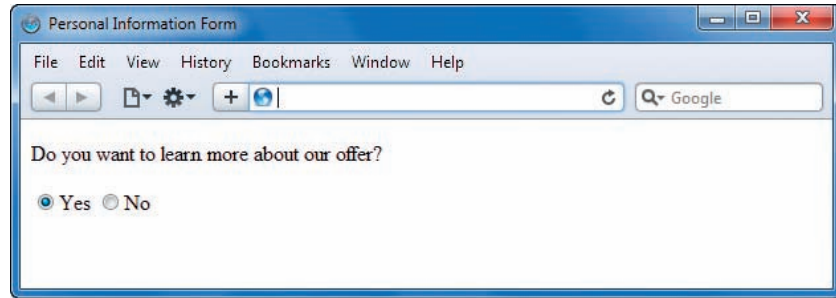 Personal Information Form
File Edit View History Bookmarks Window Help
Google
Do you want to learn more about our offer?
Yes No